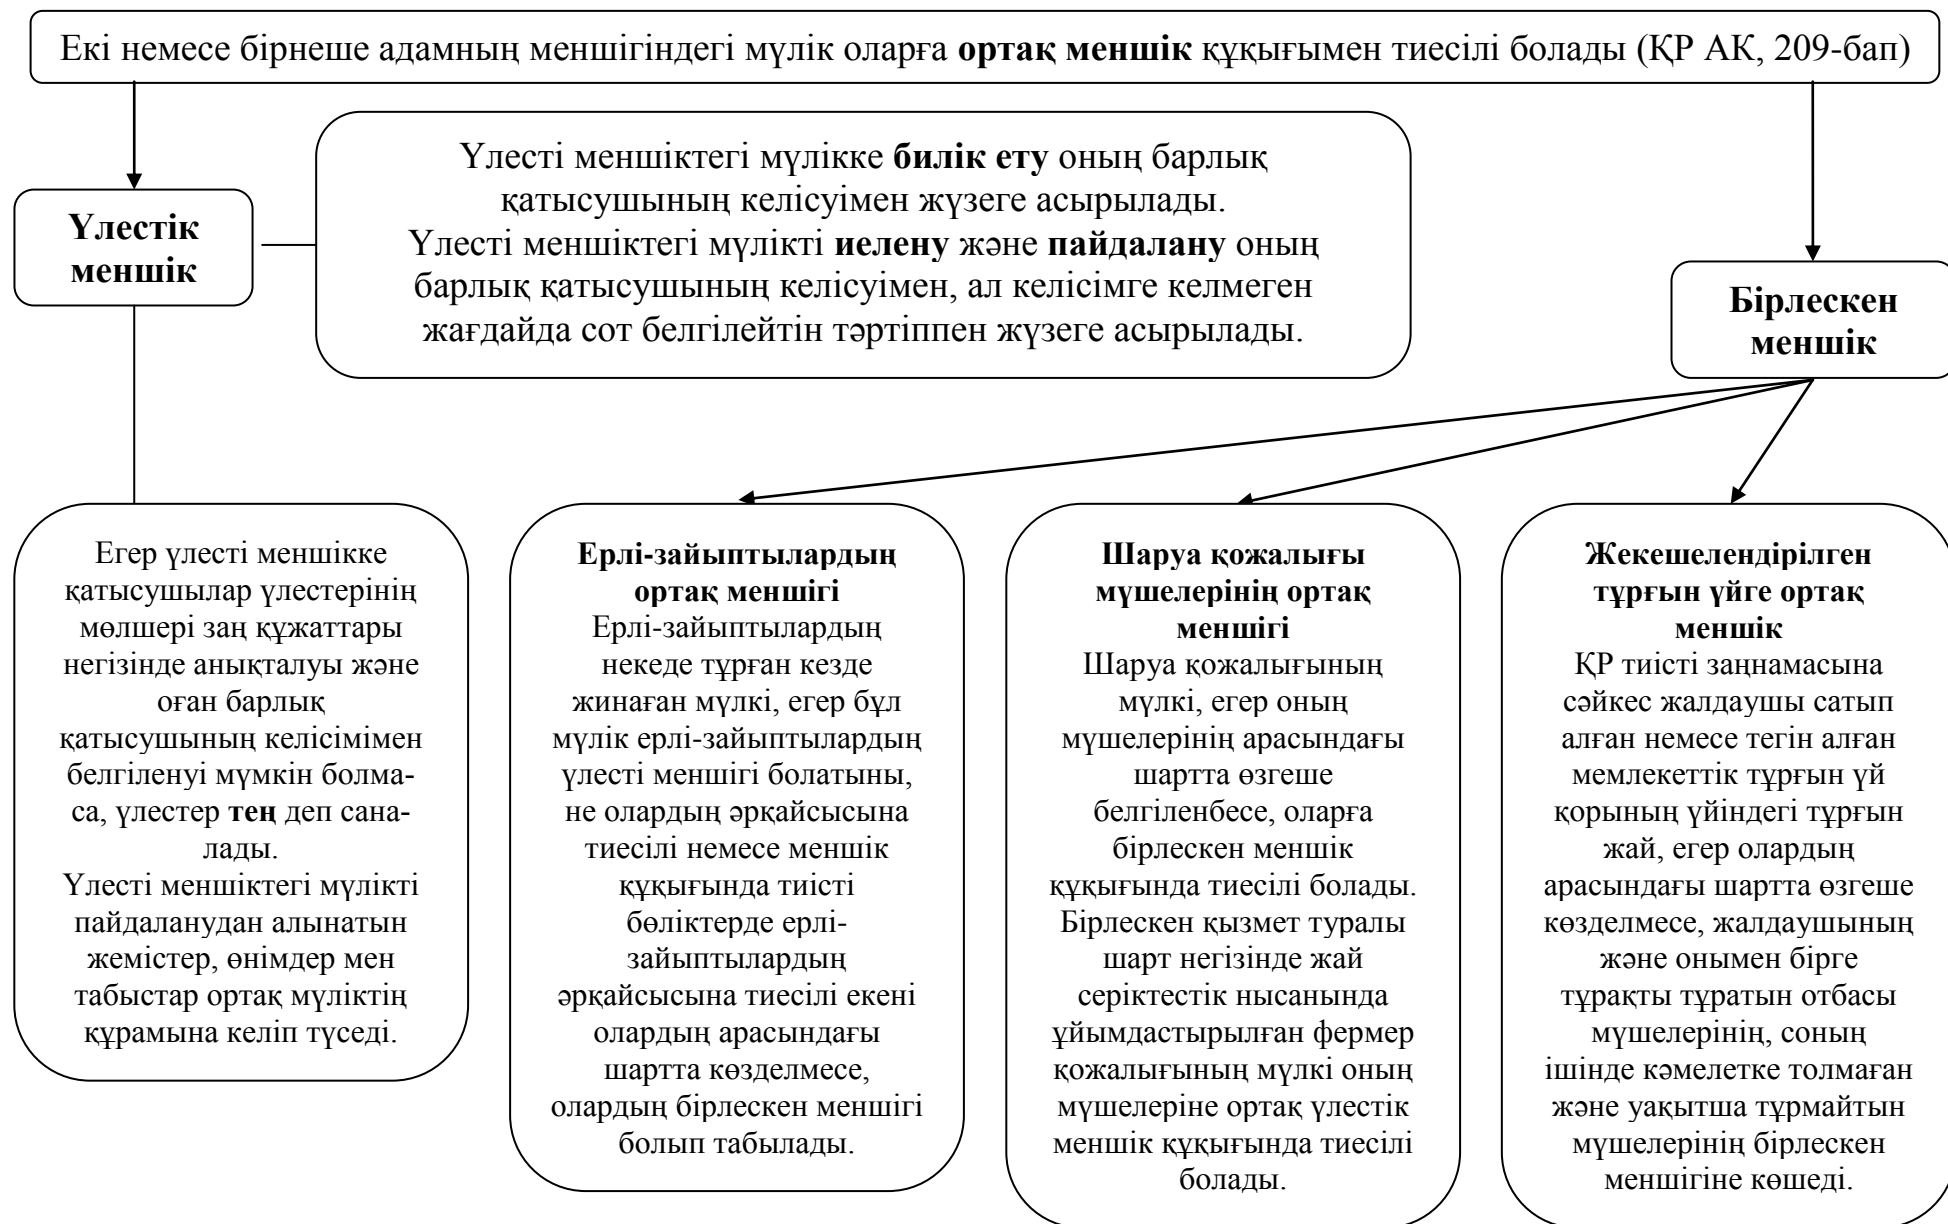 Екі немесе бірнеше адамның меншігіндегі мүлік оларға ортақ меншік құқығымен тиесілі болады (ҚР АК, 209-бап)
Үлестік
меншік
Үлесті меншіктегі мүлікке билік ету оның барлық
қатысушының келісуімен жүзеге асырылады.
Үлесті меншіктегі мүлікті иелену және пайдалану оның
барлық қатысушының келісуімен, ал келісімге келмеген
жағдайда сот белгілейтін тәртіппен жүзеге асырылады.
Бірлескен
меншік
Егер үлесті меншікке
қатысушылар үлестерінің
мөлшері заң құжаттары
негізінде анықталуы және
оған барлық
қатысушының келісімімен
белгіленуі мүмкін болма-
са, үлестер тең деп сана-
лады.
Үлесті меншіктегі мүлікті
пайдаланудан алынатын
жемістер, өнімдер мен
табыстар ортақ мүліктің
құрамына келіп түседі.
Ерлі-зайыптылардың
ортақ меншігі
Ерлі-зайыптылардың
некеде тұрған кезде
жинаған мүлкі, егер бұл
мүлік ерлі-зайыптылардың
үлесті меншігі болатыны,
не олардың әрқайсысына
тиесілі немесе меншік
құқығында тиісті
бөліктерде ерлі-
зайыптылардың
әрқайсысына тиесілі екені
олардың арасындағы
шартта көзделмесе,
олардың бірлескен меншігі
болып табылады.
Шаруа қожалығы
мүшелерінің ортақ
меншігі
Шаруа қожалығының
мүлкі, егер оның
мүшелерінің арасындағы
шартта өзгеше
белгіленбесе, оларға
бірлескен меншік
құқығында тиесілі болады.
Бірлескен қызмет туралы
шарт негізінде жай
серіктестік нысанында
ұйымдастырылған фермер
қожалығының мүлкі оның
мүшелеріне ортақ үлестік
меншік құқығында тиесілі
болады.
Жекешелендірілген
тұрғын үйге ортақ
меншік
ҚР тиісті заңнамасына
сәйкес жалдаушы сатып
алған немесе тегін алған
мемлекеттік тұрғын үй
қорының үйіндегі тұрғын
жай, егер олардың
арасындағы шартта өзгеше
көзделмесе, жалдаушының
және онымен бірге
тұрақты тұратын отбасы
мүшелерінің, соның
ішінде кәмелетке толмаған
және уақытша тұрмайтын
мүшелерінің бірлескен
меншігіне көшеді.